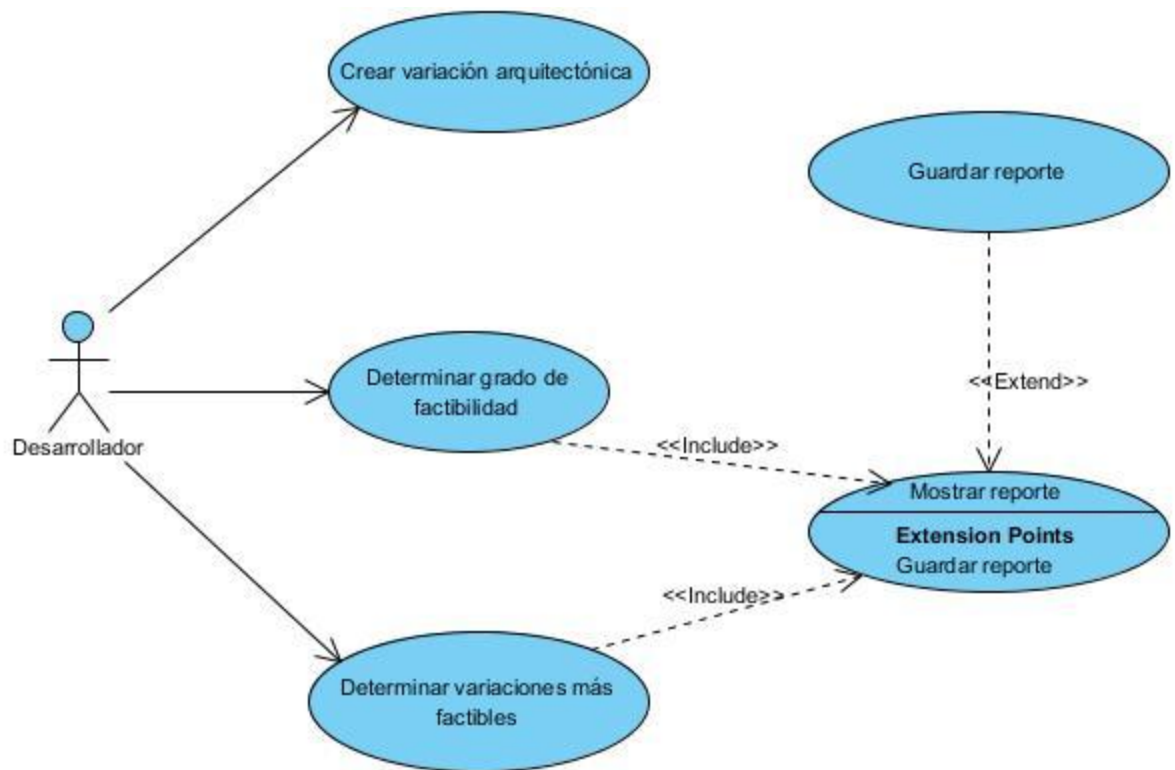 Crear variación arquitectónica
Guardar reporte
Desarrollador
Determinar grado de
factibilidad
<<Include>>
<<Extend>>
Mostrar reporte
Extension Points
Guardar reporte
<<Include>>
Determinar variaciones más
factibles